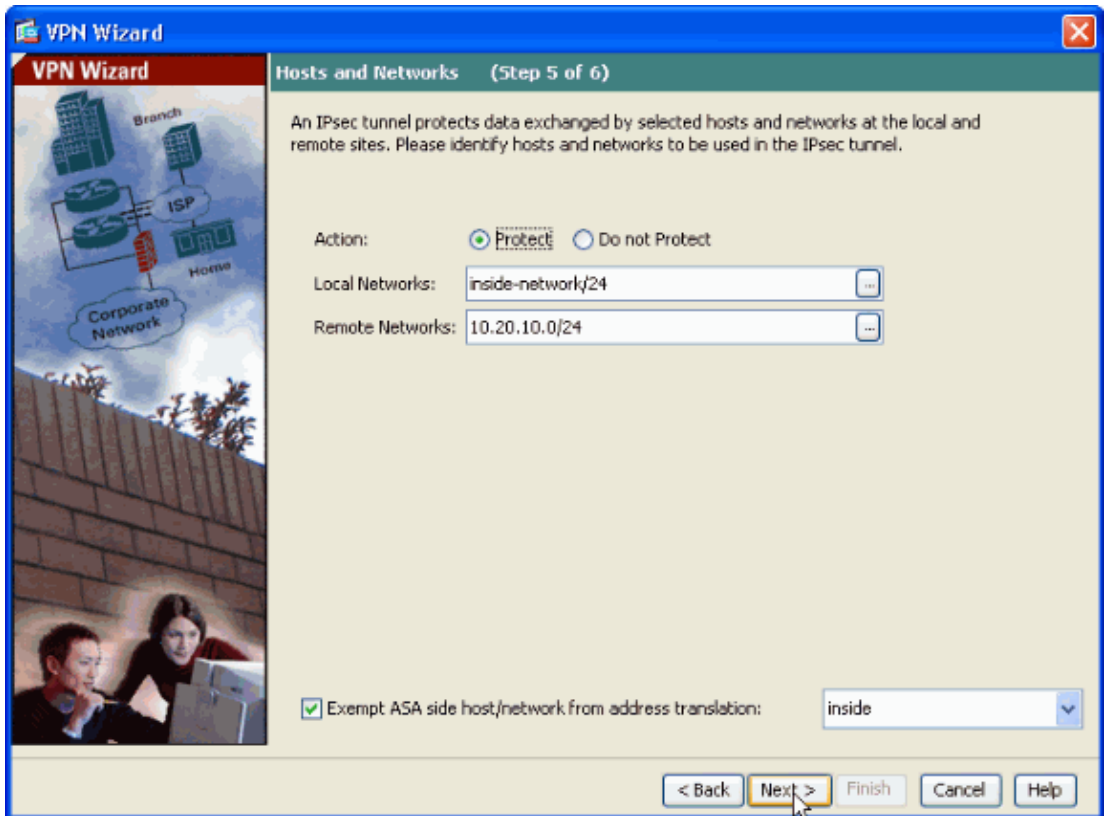 VPN Wizard
VPN Wizard
Hosts and Networks (Step 5 of 6)
Branch
ISP
Home
Corporate
Network
An IPsec tunnel protects data exchanged by selected hosts and networks at the local and
remote sites. Please identify hosts and networks to be used in the IPsec tunnel.
Action: Protect Do not Protect
Local Networks: inside-network/24 ...
Remote Networks: 10.20.10.0/24 ...
Exempt ASA side host/network from address translation: inside
< Back Next > Finish Cancel Help